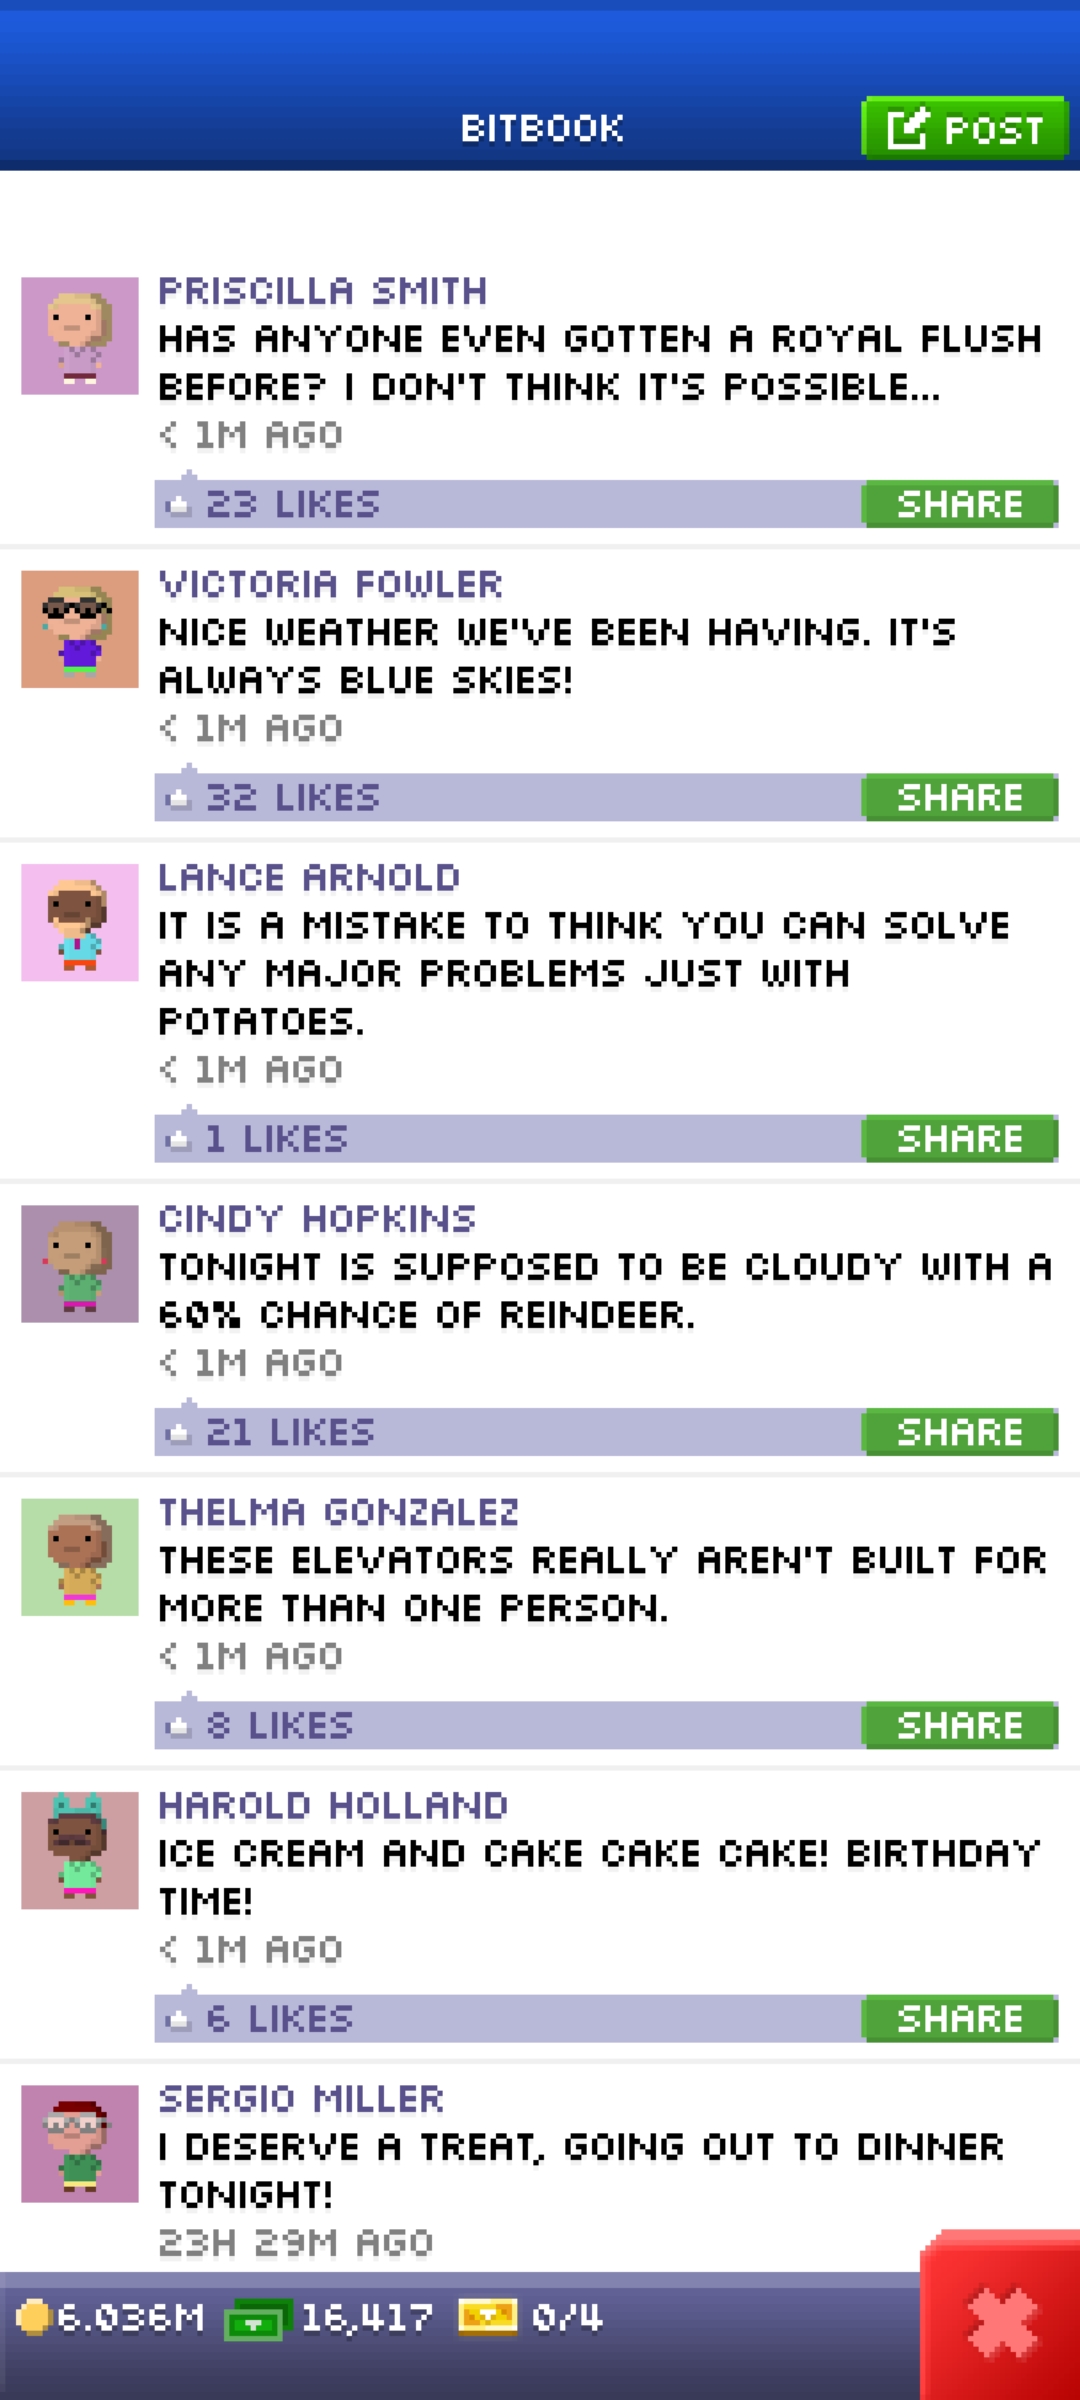 BITBOOK
POST
PRISCILLA SMITH
HAS ANYONE EVEN GOTTEN A ROYAL FLUSH
BEFORE? I DON'T THINK IT'S POSSIBLE...
< 1M AGO
23 LIKES
SHARE
VICTORIA FOWLER
NICE WEATHER WE'VE BEEN HAVING. IT'S
ALWAYS BLUE SKIES!
< 1M AGO
32 LIKES
SHARE
LANCE ARNOLD
IT IS A MISTAKE TO THINK YOU CAN SOLVE
ANY MAJOR PROBLEMS JUST WITH
POTATOES.
< 1M AGO
1 LIKES
SHARE
CINDY HOPKINS
TONIGHT IS SUPPOSED TO BE CLOUDY WITH A
60% CHANCE OF REINDEER.
< 1M AGO
21 LIKES
SHARE
THELMA GONZALEZ
THESE ELEVATORS REALLY AREN'T BUILT FOR
MORE THAN ONE PERSON.
< 1M AGO
8 LIKES
SHARE
HAROLD HOLLAND
ICE CREAM AND CAKE CAKE CAKE! BIRTHDAY
TIME!
< 1M AGO
6 LIKES
SHARE
SERGIO MILLER
I DESERVE A TREAT, GOING OUT TO DINNER
TONIGHT!
23H 29M AGO
6.036M 16,417 0/4